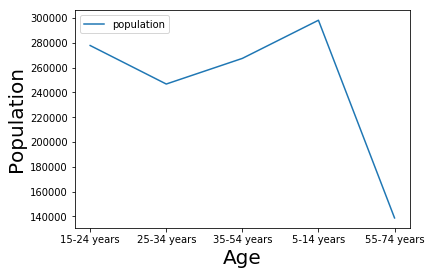 population
300000
280000
260000
240000
220000
200000
180000
160000
140000
Population
15-24 years 25-34 years 35-54 years 5-14 years 55-74 years
Age